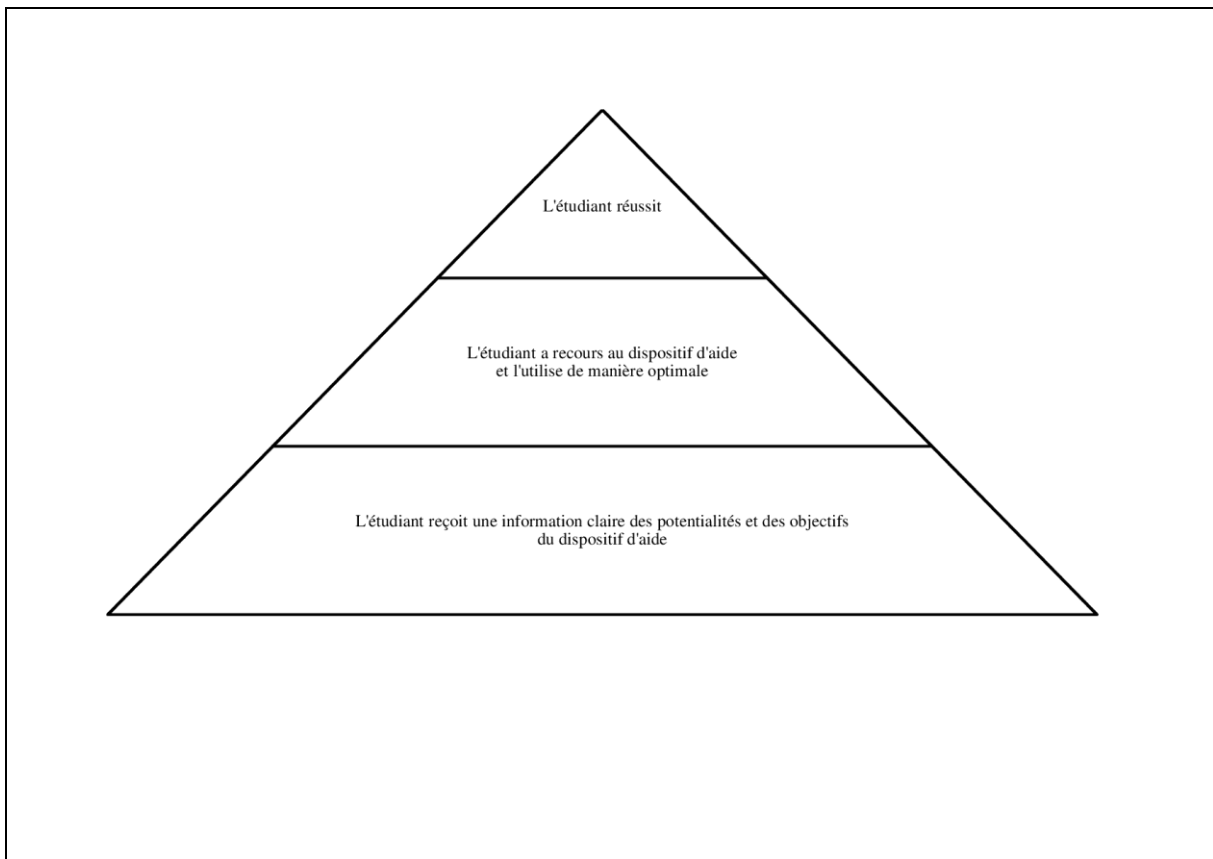 L'étudiant réussit
L'étudiant a recours au dispositif d'aide
et l'utilise de manière optimale
L'étudiant reçoit une information claire des potentialités et des objectifs
du dispositif d'aide